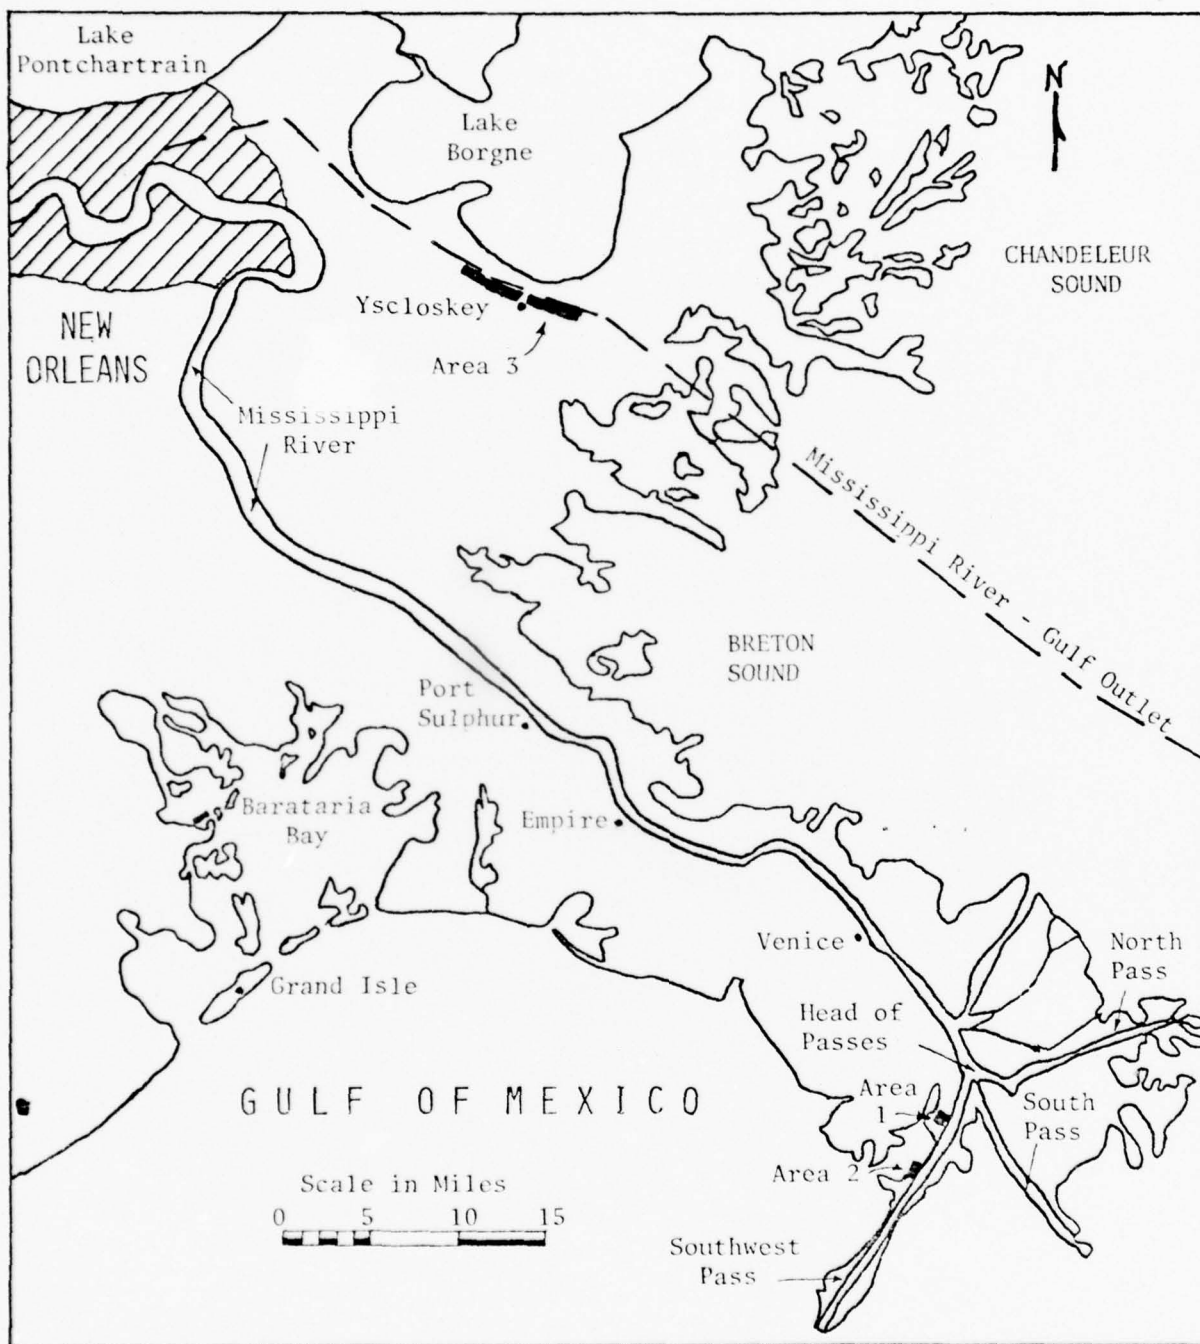 Lake
Pontchartrain
N
Lake
Borgne
CHANDELEUR
SOUND
Yscloskey
NEW
ORLEANS
Area 3
Mississippi
River
Mississippi River - Gulf Outlet
BRETON
SOUND
Port
Sulphur
Barataria
Bay
Empire
Venice
North
Pass
Grand Isle
Head of
Passes
GULF OF MEXICO
Area
1
South
Pass
Area 2
Scale in Miles
0 5 10 15
Southwest
Pass